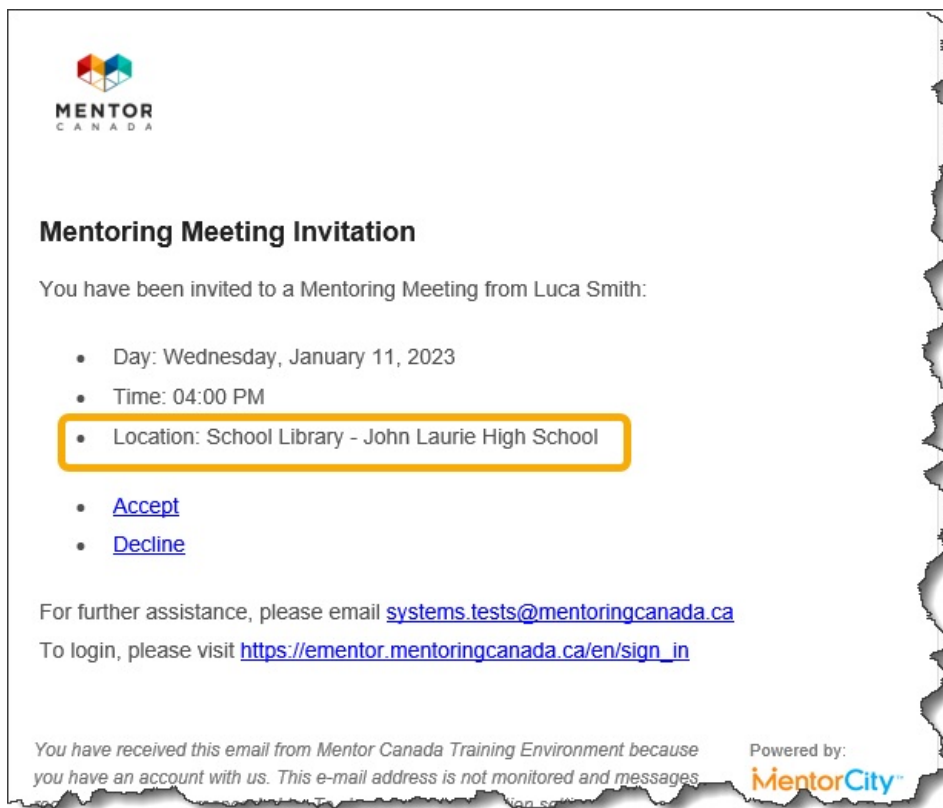 MENTOR
CANADA
Mentoring Meeting Invitation
You have been invited to a Mentoring Meeting from Luca Smith:
• Day: Wednesday, January 11, 2023
• Time: 04:00 PM
• Location: School Library - John Laurie High School
• Accept
• Decline
For further assistance, please email systems.tests@mentoringcanada.ca
To login, please visit https://ementor.mentoringcanada.ca/en/sign_in
You have received this email from Mentor Canada Training Environment because
you have an account with us. This e-mail address is not monitored and messages
Powered by:
MentorCity